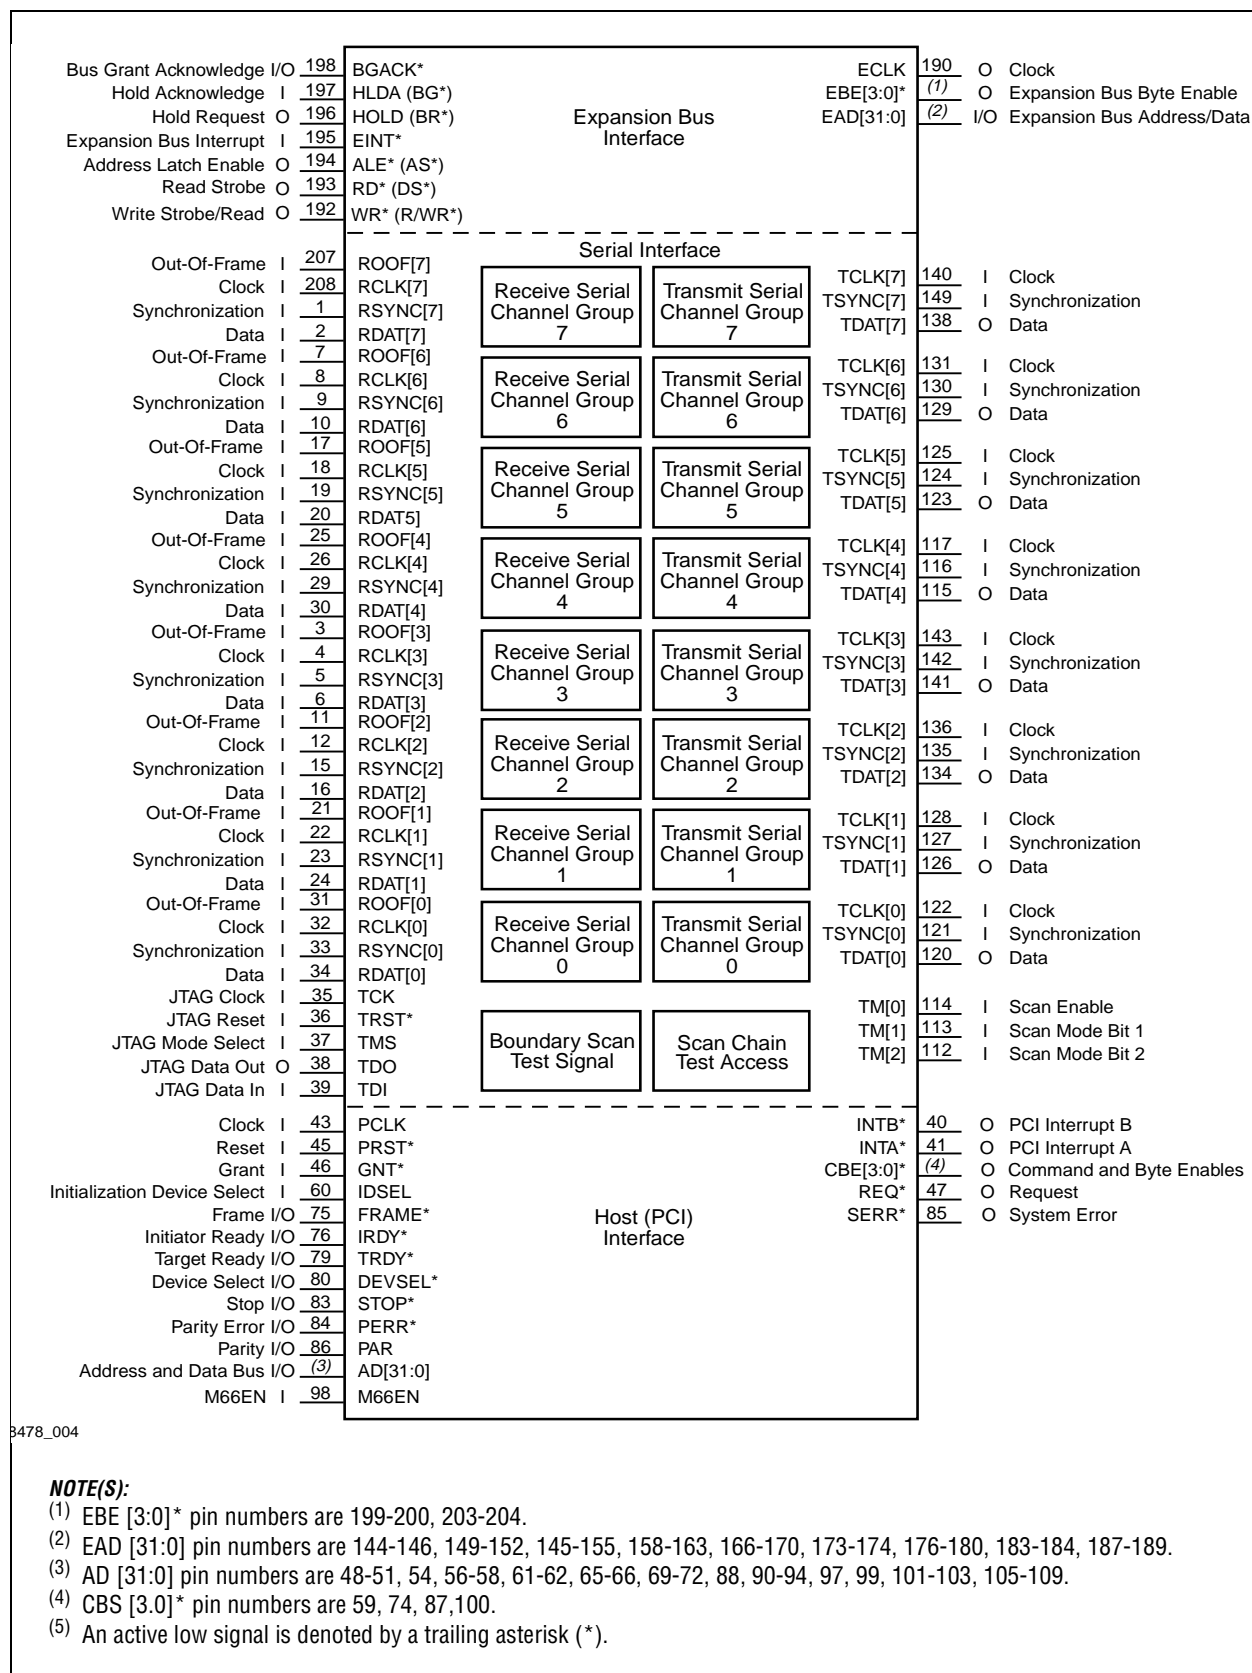 Bus Grant Acknowledge I/O 198 BGACK* ECLK 190 O Clock
Hold Acknowledge I 197 HLDA (BG*) EBE[3:0]* (1) O Expansion Bus Byte Enable
Hold Request O 196 HOLD (BR*) Expansion Bus EAD[31:0] (2) I/O Expansion Bus Address/Data
Expansion Bus Interrupt I 195 EINT* Interface
Address Latch Enable O 194 ALE* (AS*)
Read Strobe O 193 RD* (DS*)
Write Strobe/Read O 192 WR* (R/WR*)
Serial Interface
Out-Of-Frame I 207 ROOF[7] TCLK[7] 140 I Clock
Clock I 208 RCLK[7] Receive Serial Transmit Serial TSYNC[7] 149 I Synchronization
Synchronization I 1 RSYNC[7] Channel Group Channel Group TDAT[7] 138 O Data
Data I 2 RDAT[7] 7 7
Out-Of-Frame I 7 ROOF[6] TCLK[6] 131 I Clock
Clock I 8 RCLK[6] Receive Serial Transmit Serial TSYNC[6] 130 I Synchronization
Synchronization I 9 RSYNC[6] Channel Group Channel Group TDAT[6] 129 O Data
Data I 10 RDAT[6] 6 6
Out-Of-Frame I 17 ROOF[5] TCLK[5] 125 I Clock
Clock I 18 RCLK[5] Receive Serial Transmit Serial TSYNC[5] 124 I Synchronization
Synchronization I 19 RSYNC[5] Channel Group Channel Group TDAT[5] 123 O Data
Data I 20 RDAT5] 5 5
Out-Of-Frame I 25 ROOF[4] TCLK[4] 117 I Clock
Clock I 26 RCLK[4] Receive Serial Transmit Serial TSYNC[4] 116 I Synchronization
Synchronization I 29 RSYNC[4] Channel Group Channel Group TDAT[4] 115 O Data
Data I 30 RDAT[4] 4 4
Out-Of-Frame I 3 ROOF[3] TCLK[3] 143 I Clock
Clock I 4 RCLK[3] Receive Serial Transmit Serial TSYNC[3] 142 I Synchronization
Synchronization I 5 RSYNC[3] Channel Group Channel Group TDAT[3] 141 O Data
Data I 6 RDAT[3] 3 3
Out-Of-Frame I 11 ROOF[2] TCLK[2] 136 I Clock
Clock I 12 RCLK[2] Receive Serial Transmit Serial TSYNC[2] 135 I Synchronization
Synchronization I 15 RSYNC[2] Channel Group Channel Group TDAT[2] 134 O Data
Data I 16 RDAT[2] 2 2
Out-Of-Frame I 21 ROOF[1] TCLK[1] 128 I Clock
Clock I 22 RCLK[1] Receive Serial Transmit Serial TSYNC[1] 127 I Synchronization
Synchronization I 23 RSYNC[1] Channel Group Channel Group TDAT[1] 126 O Data
Data I 24 RDAT[1] 1 1
Out-Of-Frame I 31 ROOF[0] TCLK[0] 122 I Clock
Clock I 32 RCLK[0] Receive Serial Transmit Serial TSYNC[0] 121 I Synchronization
Synchronization I 33 RSYNC[0] Channel Group Channel Group TDAT[0] 120 O Data
Data I 34 RDAT[0] 0 0
JTAG Clock I 35 TCK TM[0] 114 I Scan Enable
JTAG Reset I 36 TRST* TM[1] 113 I Scan Mode Bit 1
JTAG Mode Select I 37 TMS Boundary Scan Scan Chain TM[2] 112 I Scan Mode Bit 2
JTAG Data Out O 38 TDO Test Signal Test Access
JTAG Data In I 39 TDI
Clock I 43 PCLK INTB* 40 O PCI Interrupt B
Reset I 45 PRST* INTA* 41 O PCI Interrupt A
Grant I 46 GNT* CBE[3:0]* (4) O Command and Byte Enables
Initialization Device Select I 60 IDSEL REQ* 47 O Request
Frame I/O 75 FRAME* Host (PCI) SERR* 85 O System Error
Initiator Ready I/O 76 IRDY* Interface
Target Ready I/O 79 TRDY*
Device Select I/O 80 DEVSEL*
Stop I/O 83 STOP*
Parity Error I/O 84 PERR*
Parity I/O 86 PAR
Address and Data Bus I/O (3) AD[31:0]
M66EN I 98 M66EN
8478_004
NOTE(S):
(1) EBE [3:0]* pin numbers are 199-200, 203-204.
(2) EAD [31:0] pin numbers are 144-146, 149-152, 145-155, 158-163, 166-170, 173-174, 176-180, 183-184, 187-189.
(3) AD [31:0] pin numbers are 48-51, 54, 56-58, 61-62, 65-66, 69-72, 88, 90-94, 97, 99, 101-103, 105-109.
(4) CBS [3.0]* pin numbers are 59, 74, 87,100.
(5) An active low signal is denoted by a trailing asterisk (*).